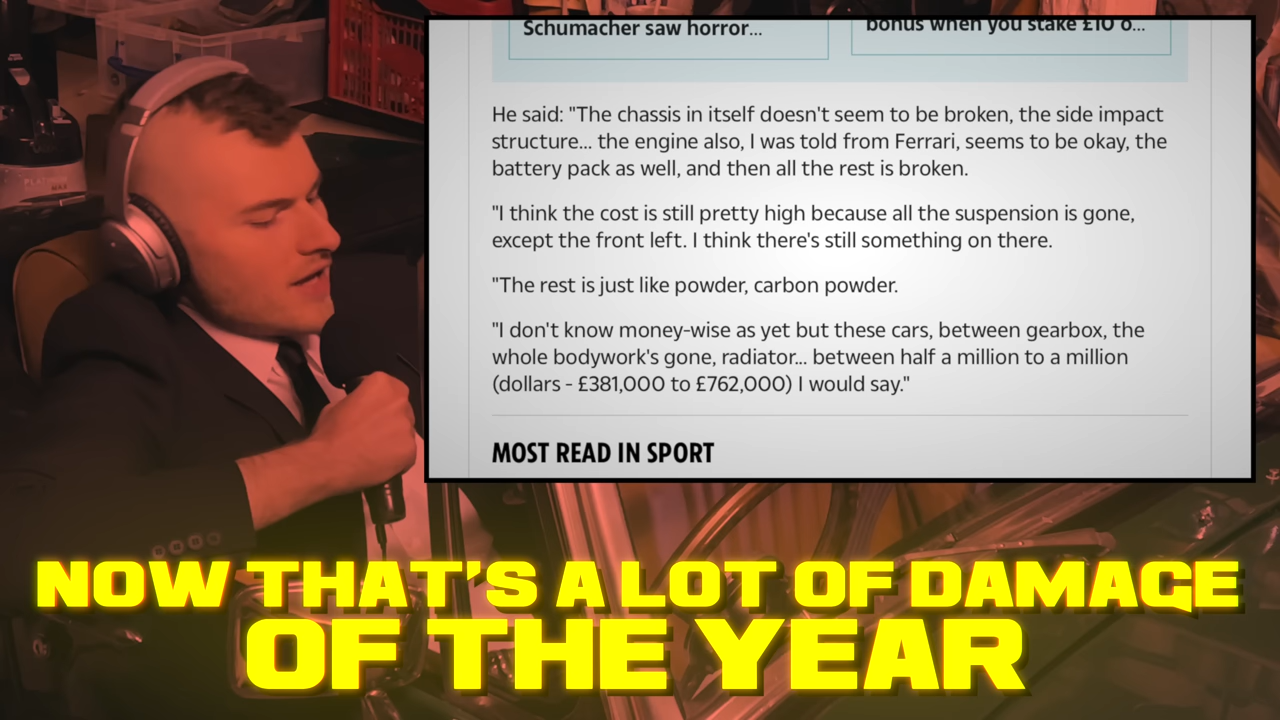 Schumacher saw horror...
bonus when you stake £10 o...
He said: "The chassis in itself doesn't seem to be broken, the side impact
structure... the engine also, I was told from Ferrari, seems to be okay, the
battery pack as well, and then all the rest is broken.
"I think the cost is still pretty high because all the suspension is gone,
except the front left. I think there's still something on there.
"The rest is just like powder, carbon powder.
"I don't know money-wise as yet but these cars, between gearbox, the
whole bodywork's gone, radiator... between half a million to a million
(dollars - £381,000 to £762,000) I would say."
MOST READ IN SPORT
PLATINUM
MAX
NOW THAT'S A LOT OF DAMAGE
OF THE YEAR